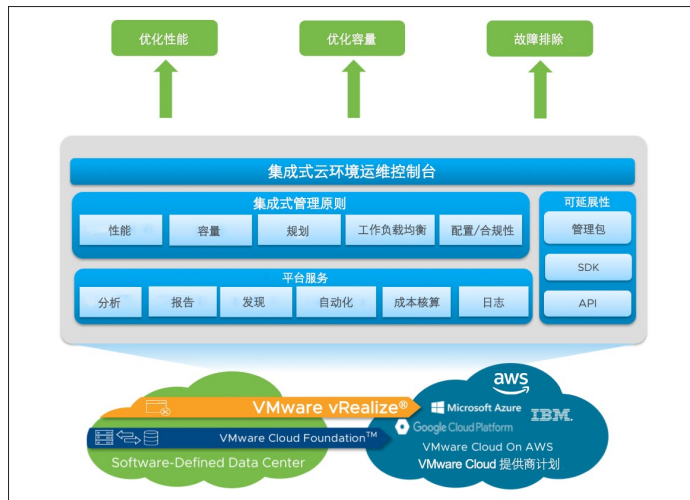 优化性能
优化容量
故障排除
集成式云环境运维控制台
集成式管理原则
性能
容量
规划
工作负载均衡
配置/合规性
可延展性
管理包
SDK
API
平台服务
分析
报告
发现
自动化
成本核算
日志
VMware vRealize®
VMware Cloud Foundation™
Software-Defined Data Center
aws
Microsoft Azure
IBM.
Google Cloud Platform
VMware Cloud On AWS
VMware Cloud 提供商计划